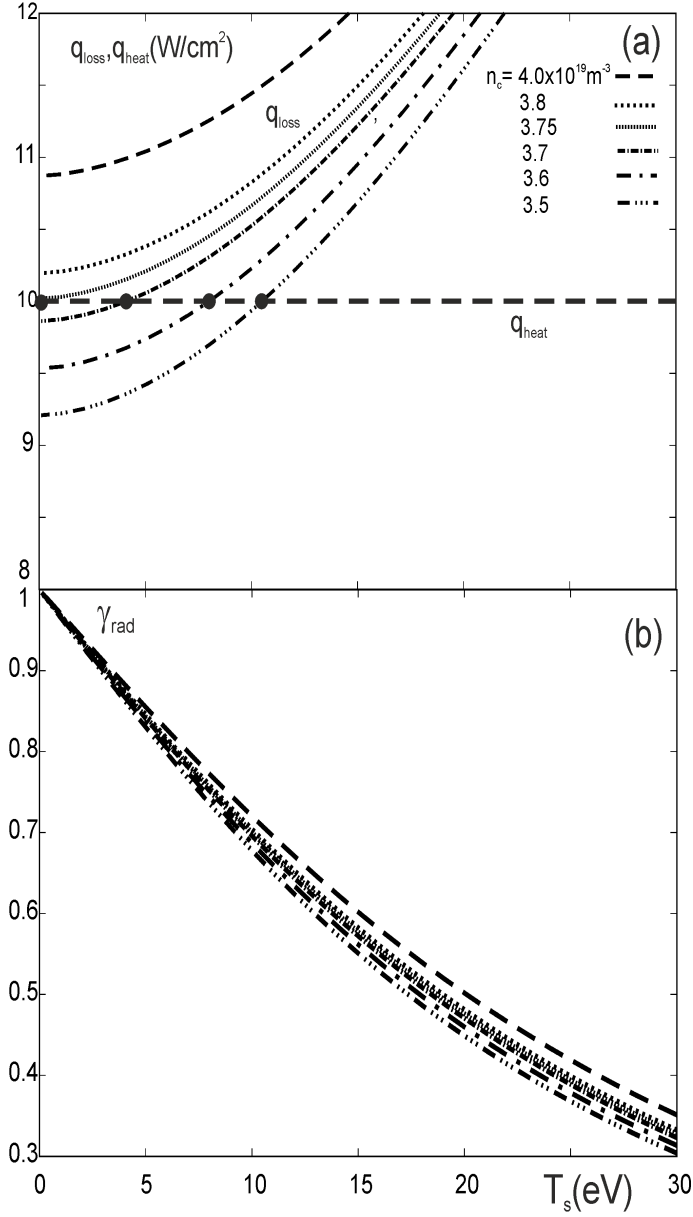 12
q_loss,q_heat(W/cm²)
(a)
n_c= 4.0x10¹⁹m⁻³
3.8
3.75
3.7
3.6
3.5
q_loss
11
10
q_heat
9
8
1
γ_rad
(b)
0.9
0.8
0.7
0.6
0.5
0.4
0.3
0 5 10 15 20 T_s(eV) 30